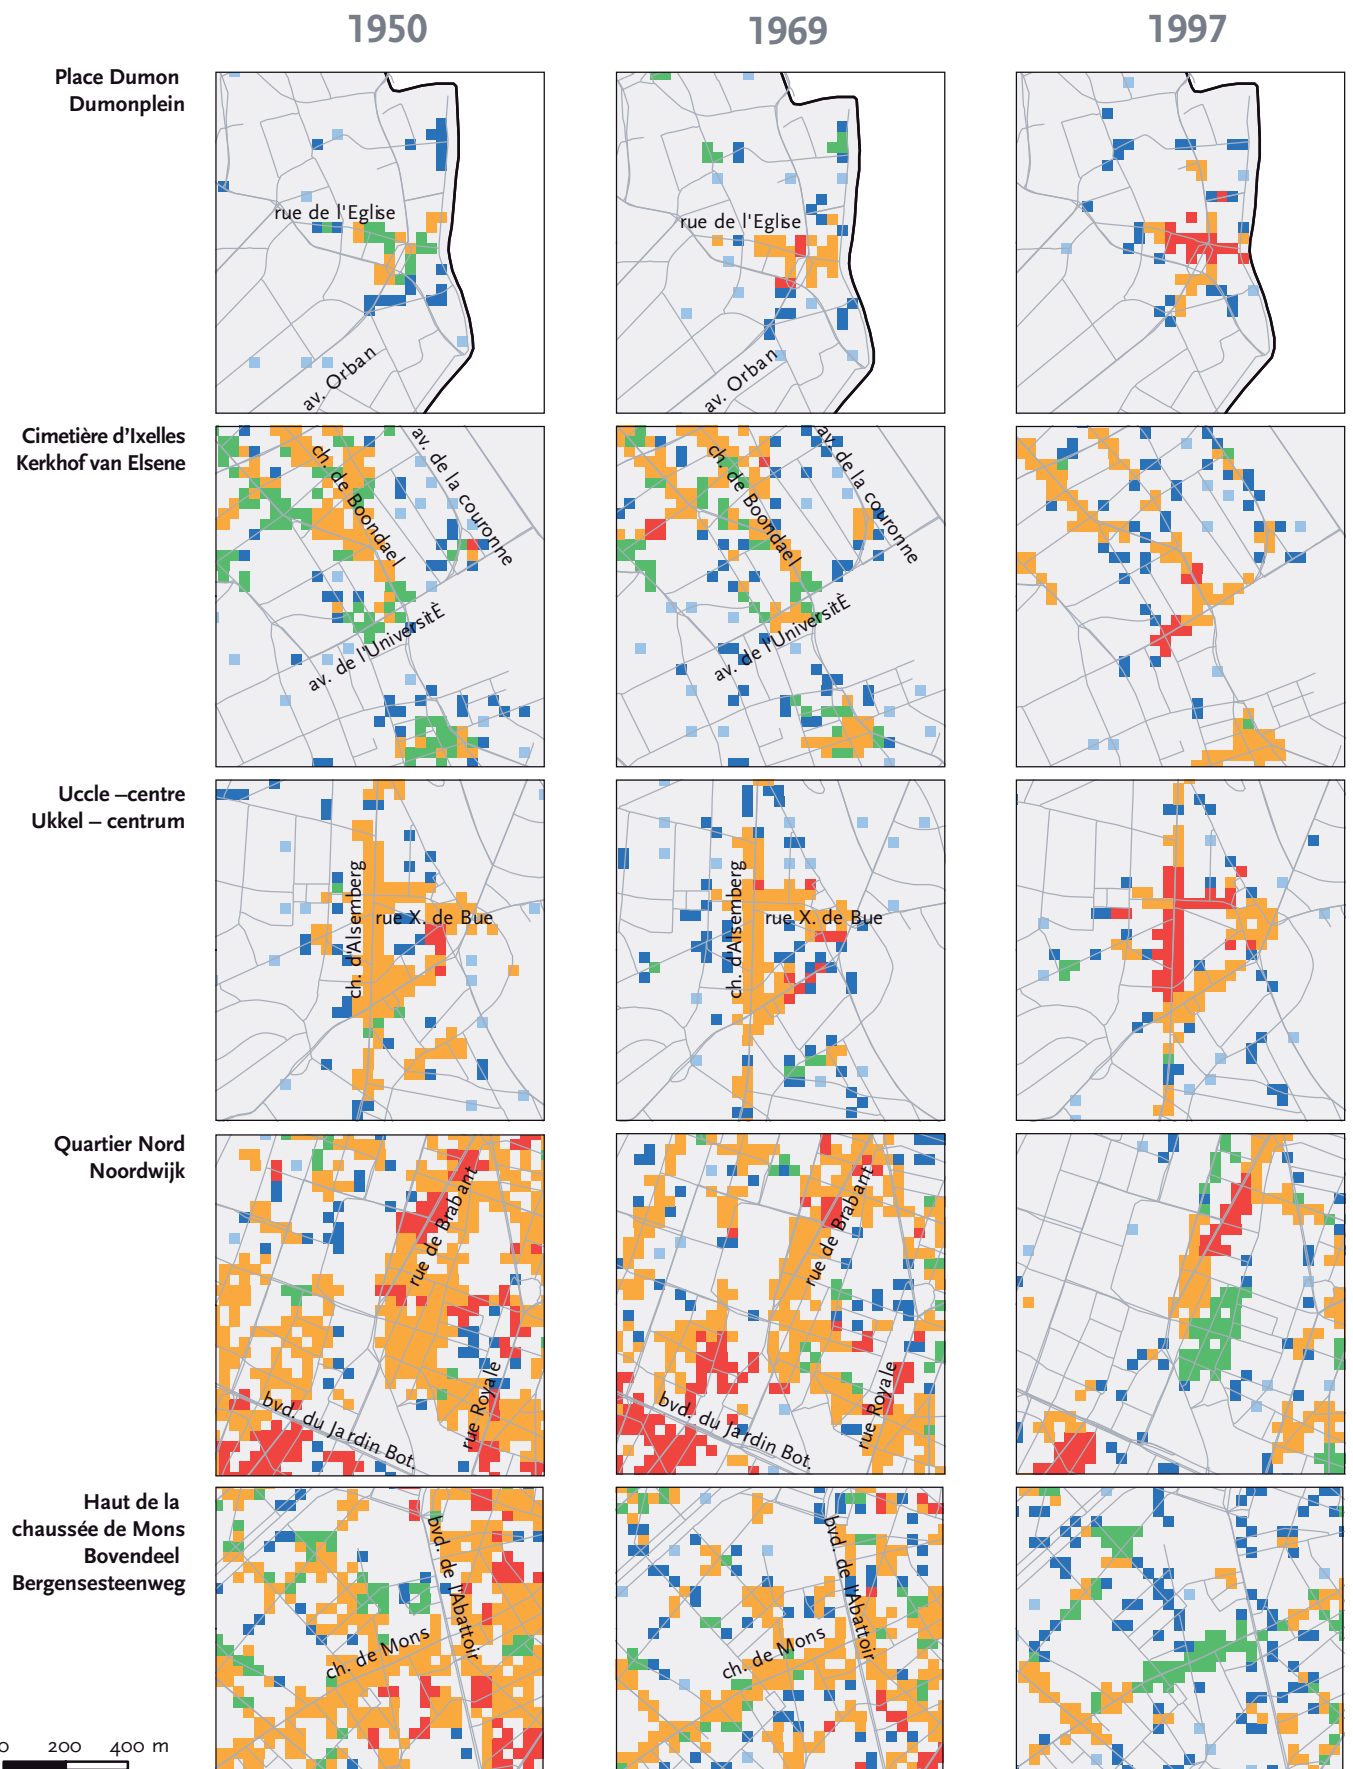 1950
1969
1997
Place Dumon
Dumonplein
rue de l'Eglise
av. Orban
rue de l'Eglise
av. Orban
Cimetière d'Ixelles
Kerkhof van Elsene
av. de la couronne
ch. de Boondael
av. de l'UniversitÈ
av. de la couronne
ch. de Boondael
av. de l'UniversitÈ
Uccle –centre
Ukkel – centrum
ch. d'Alsemberg
rue X. de Bue
ch. d'Alsemberg
rue X. de Bue
Quartier Nord
Noordwijk
rue de Brabant
rue Royale
bvd. du Jardin Bot.
rue de Brabant
rue Royale
bvd. du Jardin Bot.
Haut de la
chaussée de Mons
Bovendeel
Bergensesteenweg
bvd. de l'Abattoir
ch. de Mons
bvd. de l'Abattoir
ch. de Mons
0 200 400 m